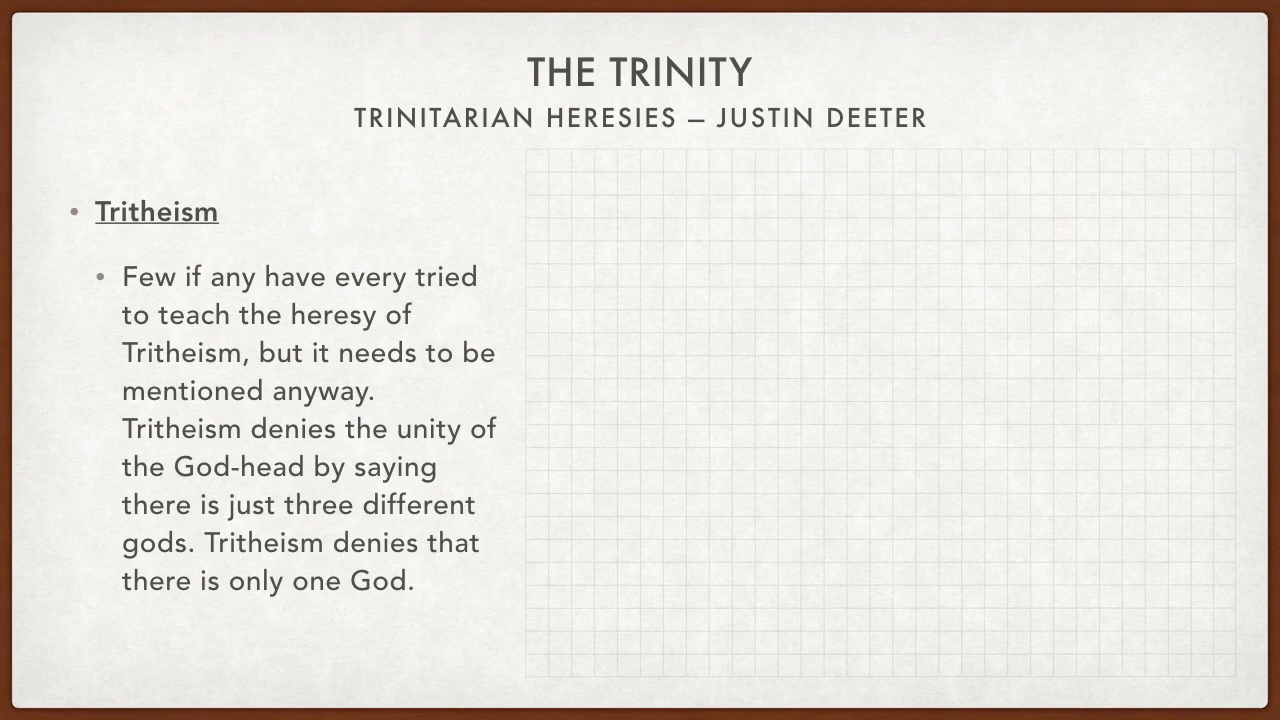 THE TRINITY
TRINITARIAN HERESIES — JUSTIN DEETER
• Tritheism
• Few if any have every tried
to teach the heresy of
Tritheism, but it needs to be
mentioned anyway.
Tritheism denies the unity of
the God-head by saying
there is just three different
gods. Tritheism denies that
there is only one God.